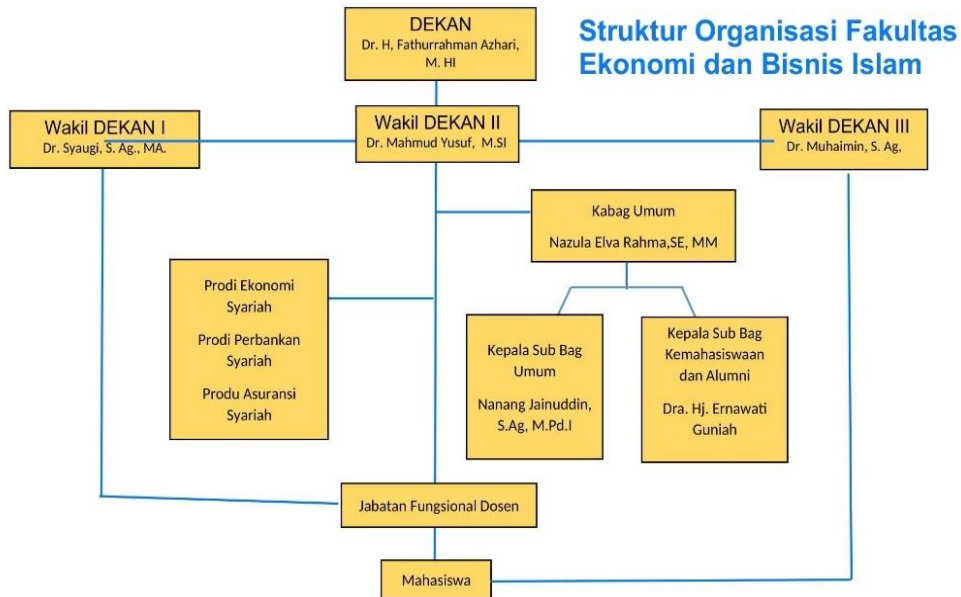 Struktur Organisasi Fakultas
Ekonomi dan Bisnis Islam
DEKAN
Dr. H, Fathurrahman Azhari,
M. HI
Wakil DEKAN I
Dr. Syaugi, S. Ag., MA.
Wakil DEKAN II
Dr. Mahmud Yusuf, M.SI
Wakil DEKAN III
Dr. Muhaimin, S. Ag,
Kabag Umum
Nazula Elva Rahma,SE, MM
Prodi Ekonomi
Syariah
Prodi Perbankan
Syariah
Produ Asuransi
Syariah
Kepala Sub Bag
Umum
Nanang Jainuddin,
S.Ag, M.Pd.I
Kepala Sub Bag
Kemahasiswaan
dan Alumni
Dra. Hj. Ernawati
Guniah
Jabatan Fungsional Dosen
Mahasiswa